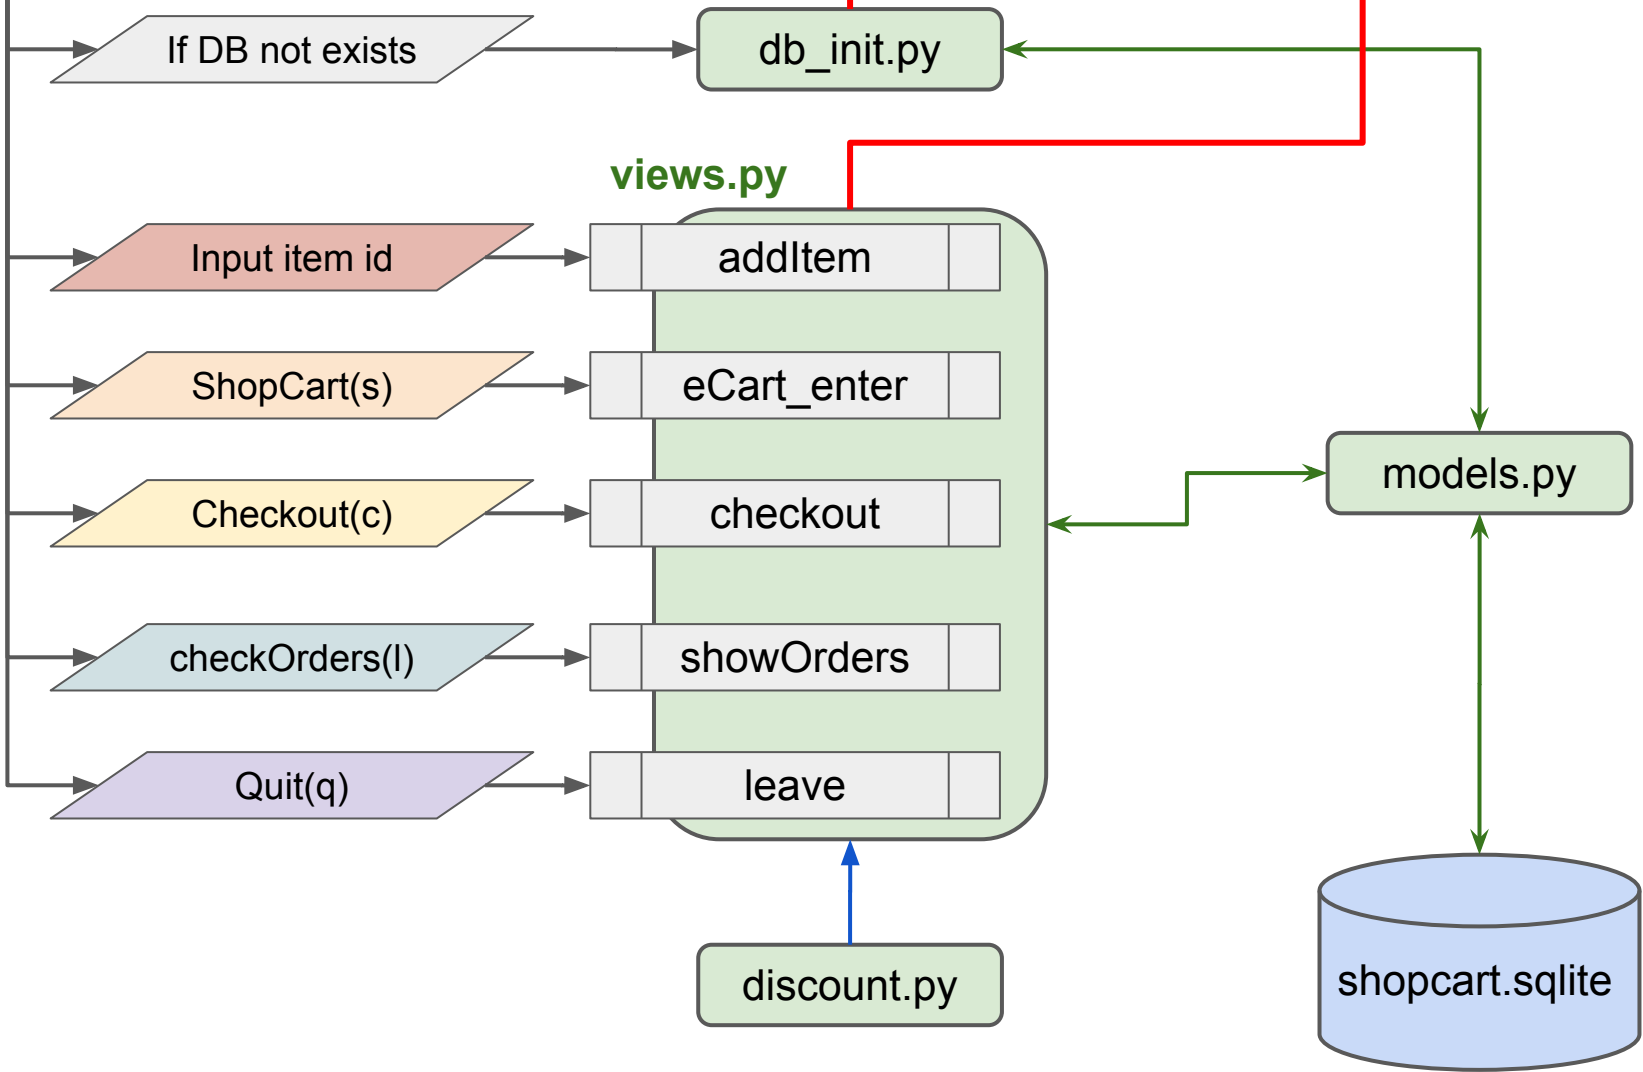 If DB not exists
db_init.py
views.py
Input item id
addItem
ShopCart(s)
eCart_enter
Checkout(c)
checkout
models.py
checkOrders(l)
showOrders
Quit(q)
leave
discount.py
shopcart.sqlite